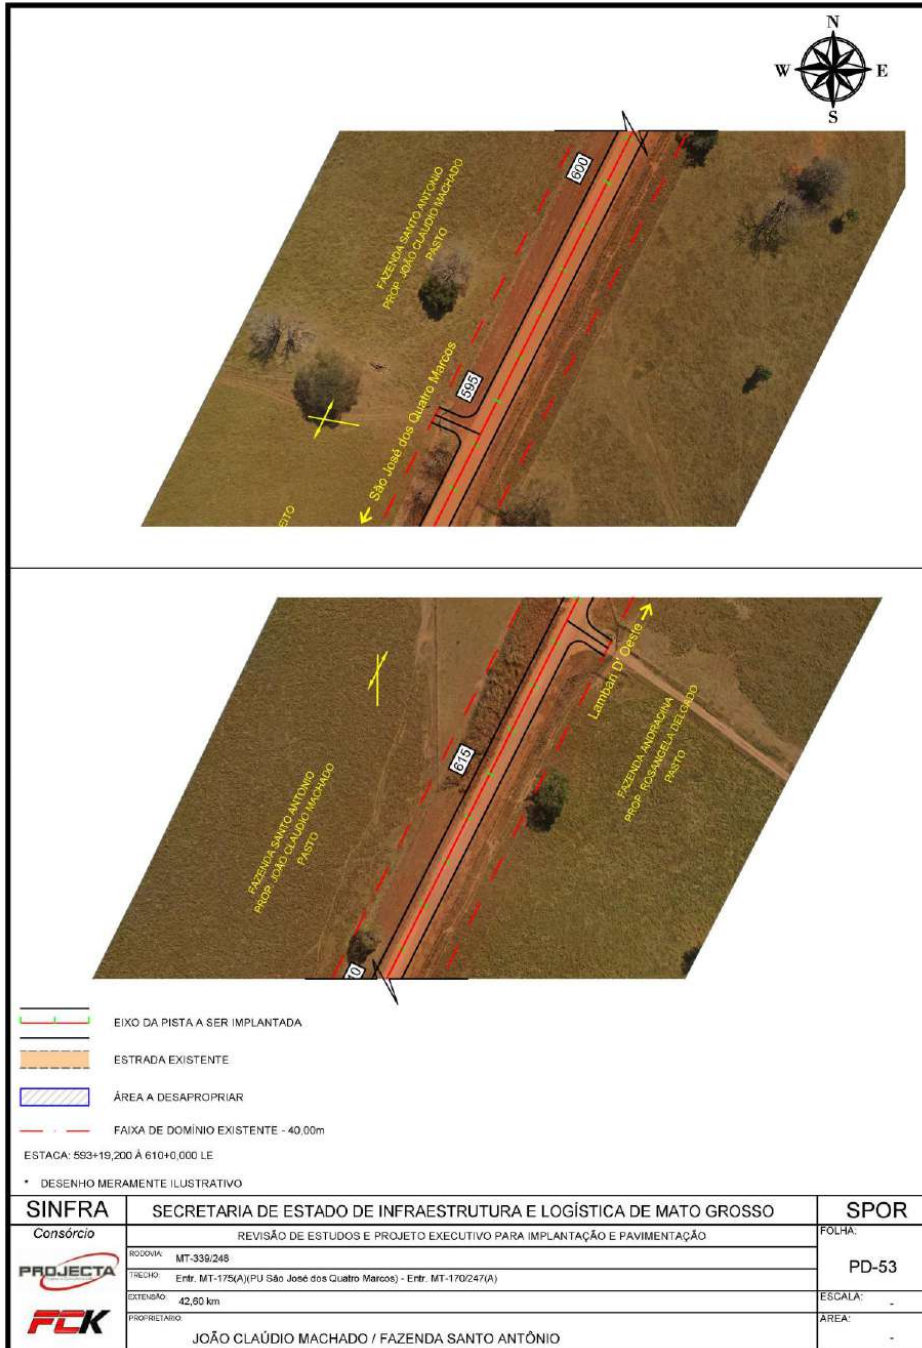 N
W E
S
600
FAZENDA SANTO ANTONIO
PROP. JOÃO CLAUDIO MACHADO
PASTO
595
São José dos Quatro Marcos
EITO
Lambari D' Oeste
615
FAZENDA ANDRADINA
PROP. ROSANGELA DELGADO
PASTO
FAZENDA SANTO ANTONIO
PROP. JOÃO CLAUDIO MACHADO
PASTO
10
EIXO DA PISTA A SER IMPLANTADA
ESTRADA EXISTENTE
ÁREA A DESAPROPRIAR
FAIXA DE DOMÍNIO EXISTENTE - 40,00m
ESTACA: 593+19,200 À 610+0,000 LE
* DESENHO MERAMENTE ILUSTRATIVO
SINFRA
SECRETARIA DE ESTADO DE INFRAESTRUTURA E LOGÍSTICA DE MATO GROSSO
SPOR
Consórcio
REVISÃO DE ESTUDOS E PROJETO EXECUTIVO PARA IMPLANTAÇÃO E PAVIMENTAÇÃO
FOLHA:
PD-53
PROJECTA
RODOVIA: MT-339/248
TRECHO: Entr. MT-175(A)(PU São José dos Quatro Marcos) - Entr. MT-170/247(A)
EXTENSÃO: 42,60 km
ESCALA: -
FCK
PROPRIETARIO:
JOÃO CLAÚDIO MACHADO / FAZENDA SANTO ANTÔNIO
AREA: -